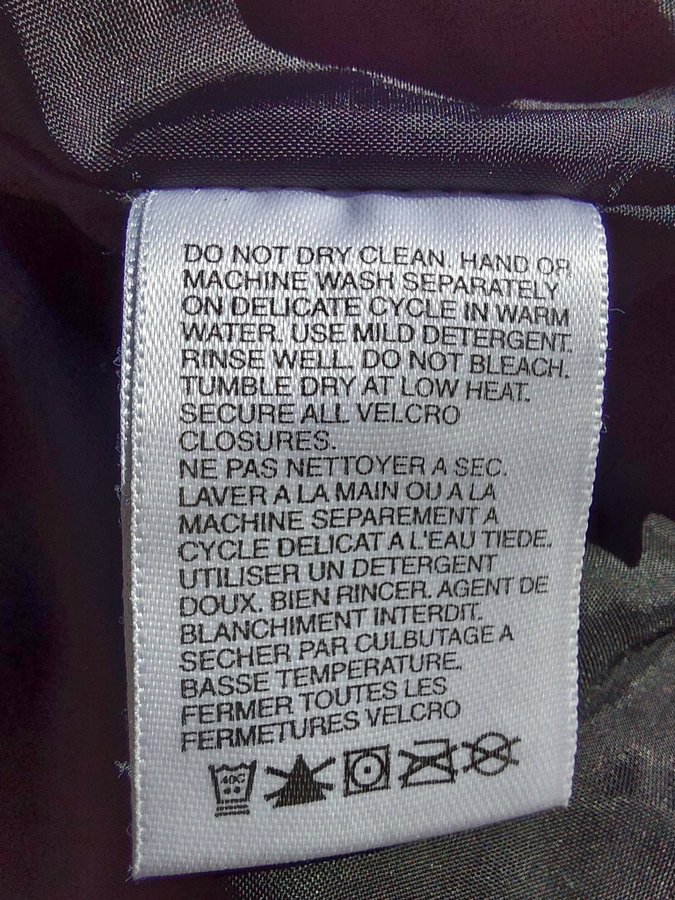 DO NOT DRY CLEAN. HAND OR
MACHINE WASH SEPARATELY
ON DELICATE CYCLE IN WARM
WATER. USE MILD DETERGENT.
RINSE WELL. DO NOT BLEACH.
TUMBLE DRY AT LOW HEAT.
SECURE ALL VELCRO
CLOSURES.
NE PAS NETTOYER A SEC.
LAVER A LA MAIN OU A LA
MACHINE SEPAREMENT A
CYCLE DELICAT A L'EAU TIEDE.
UTILISER UN DETERGENT
DOUX. BIEN RINCER. AGENT DE
BLANCHIMENT INTERDIT.
SECHER PAR CULBUTAGE A
BASSE TEMPERATURE.
FERMER TOUTES LES
FERMETURES VELCRO
40C